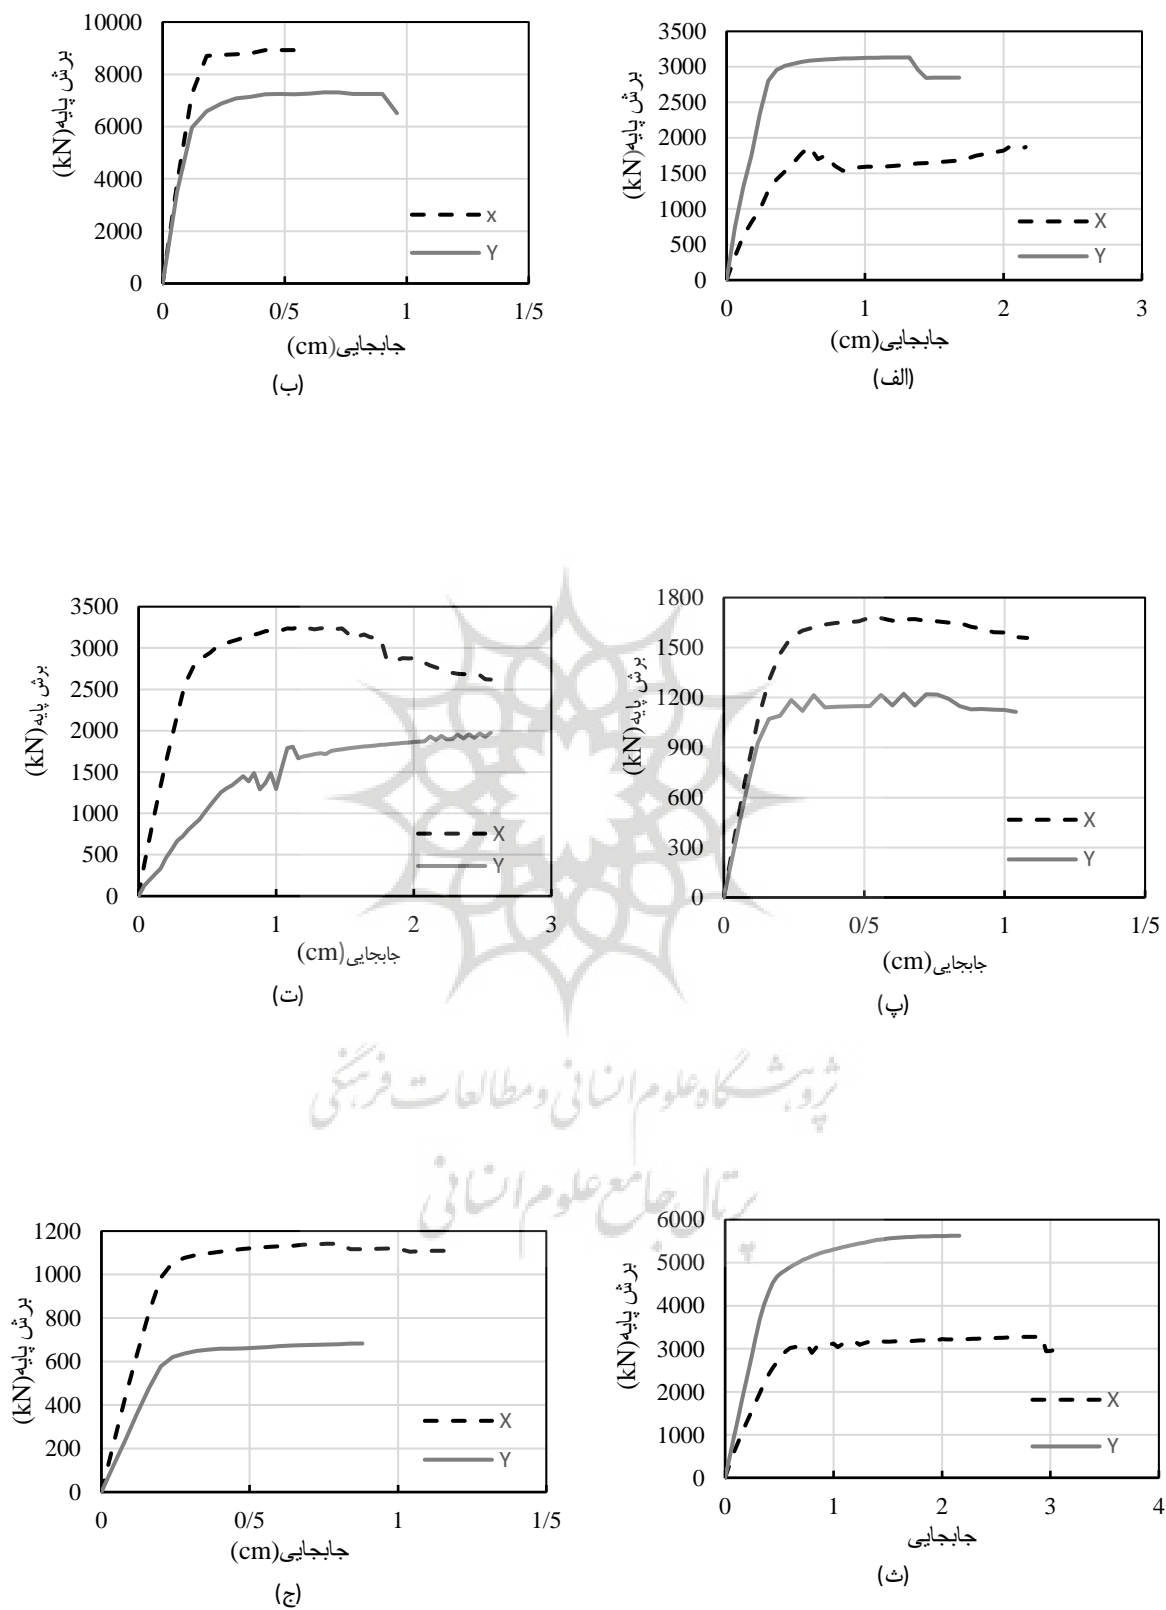 3500
3000
2500
2000
1500
1000
500
0
0 1 2 3
برش پایه(kN)
جابجایی(cm)
X
Y
(الف)
10000
8000
6000
4000
2000
0
0 0/5 1 1/5
برش پایه(kN)
جابجایی(cm)
x
Y
(ب)
1800
1500
1200
900
600
300
0
0 0/5 1 1/5
برش پایه(kN)
جابجایی(cm)
X
Y
(پ)
3500
3000
2500
2000
1500
1000
500
0
0 1 2 3
برش پایه(kN)
جابجایی(cm)
X
Y
(ت)
پژوهشگاه علوم انسانی و مطالعات فرهنگی
پرتال جامع علوم انسانی
6000
5000
4000
3000
2000
1000
0
0 1 2 3 4
برش پایه(kN)
جابجایی
X
Y
(ث)
1200
1000
800
600
400
200
0
0 0/5 1 1/5
برش پایه(kN)
جابجایی(cm)
X
Y
(ج)